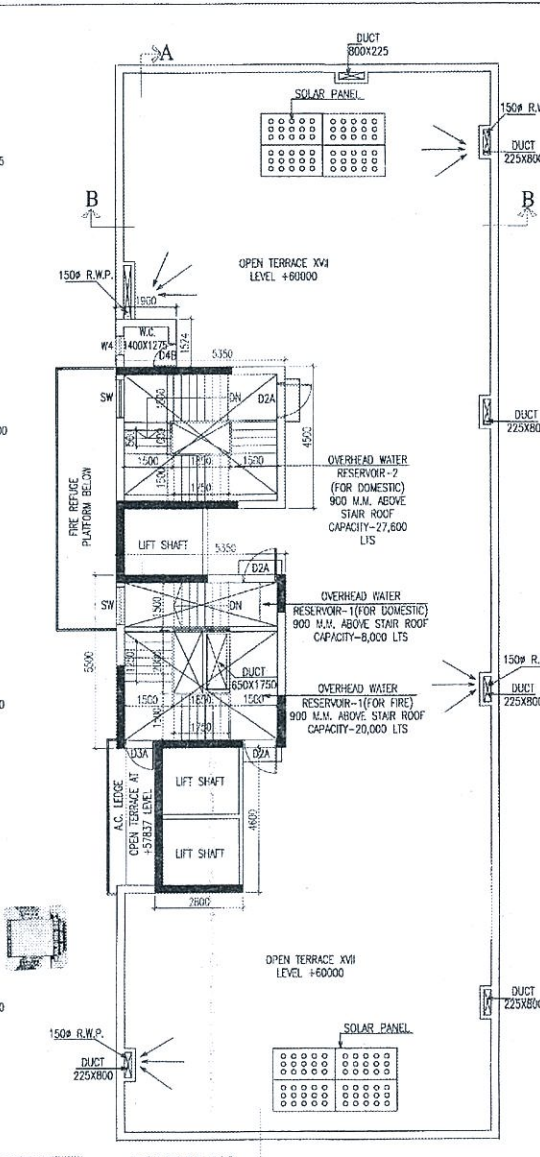 A
DUCT
800X225
SOLAR PANEL
150ø R.W
DUCT
225X800
B
B
OPEN TERRACE XVII
LEVEL +60000
150ø R.W.P.
1900
W.C.
1400X1275
W4
D4B
1524
5350
SW
DN
D2A
1500
1500
1750
4500
FIRE REFUGE
PLATFORM BELOW
DUCT
225X800
OVERHEAD WATER
RESERVOIR-2
(FOR DOMESTIC)
900 M.M. ABOVE
STAIR ROOF
CAPACITY-27,600
LTS
LIFT SHAFT
5350
D2A
SW
1500
DN
OVERHEAD WATER
RESERVOIR-1(FOR DOMESTIC)
900 M.M. ABOVE STAIR ROOF
CAPACITY-8,000 LTS
5500
1250
DUCT
650X1750
1500
1500
1750
150ø R.
DUCT
225X800
OVERHEAD WATER
RESERVOIR-1(FOR FIRE)
900 M.M. ABOVE STAIR ROOF
CAPACITY-20,000 LTS
D3A
D2A
A.C. LEDGE
OPEN TERRACE AT
+57837 LEVEL
LIFT SHAFT
LIFT SHAFT
4600
2800
OPEN TERRACE XVII
LEVEL +60000
DUCT
225X800
SOLAR PANEL
150ø R.W.P.
DUCT
225X800